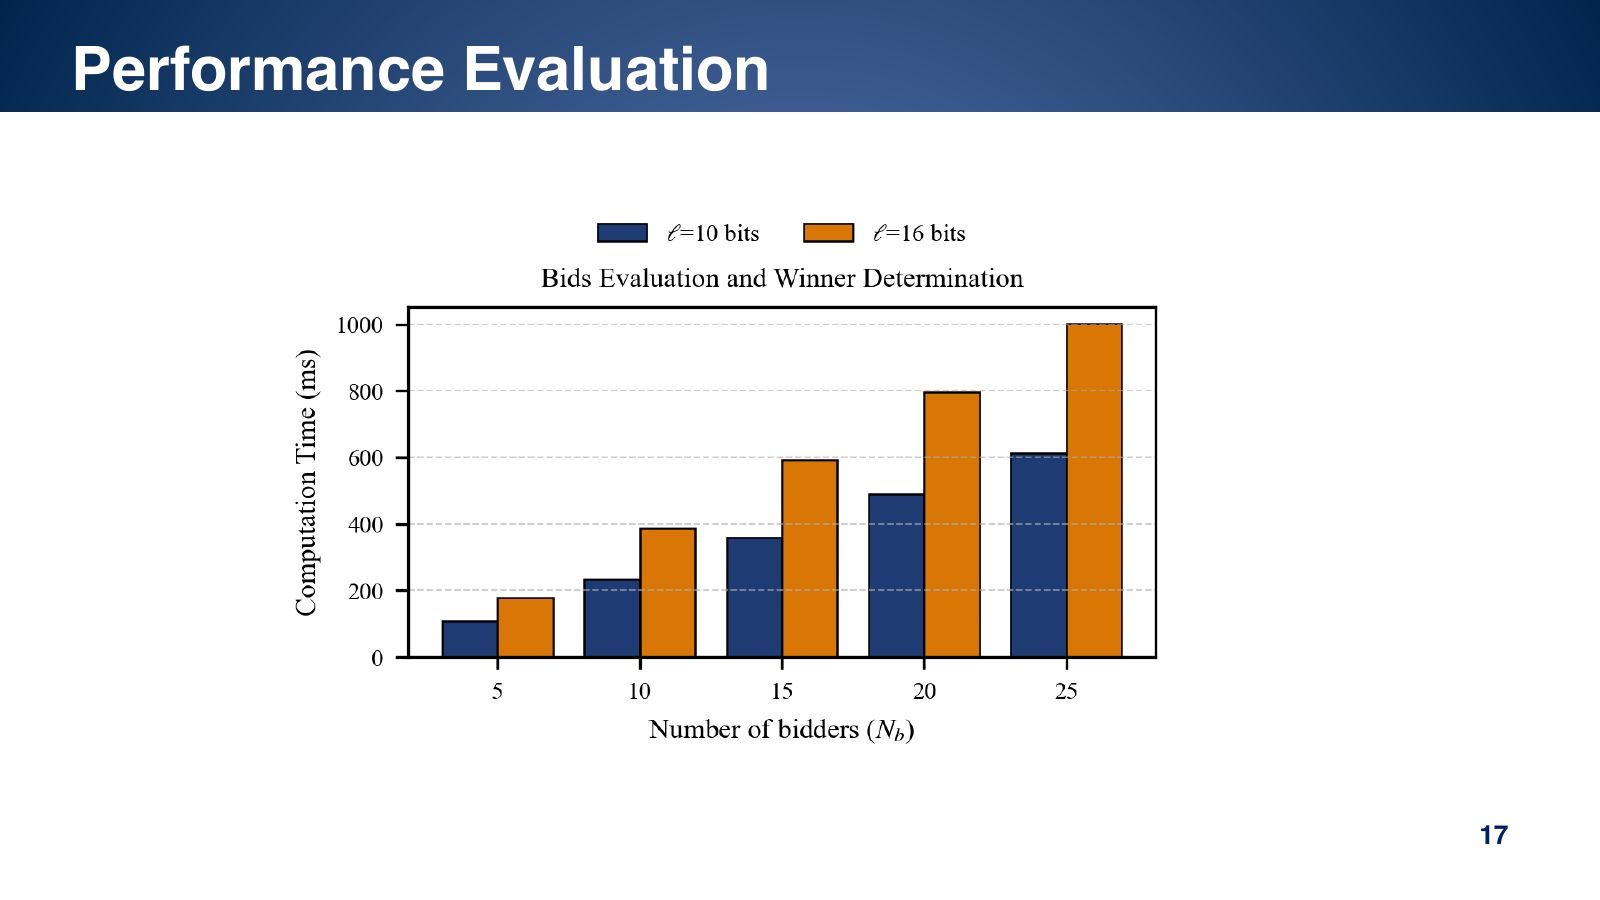 Performance Evaluation
ℓ=10 bits ℓ=16 bits
Bids Evaluation and Winner Determination
1000
800
600
400
200
0
Computation Time (ms)
5 10 15 20 25
Number of bidders (N_b)
17